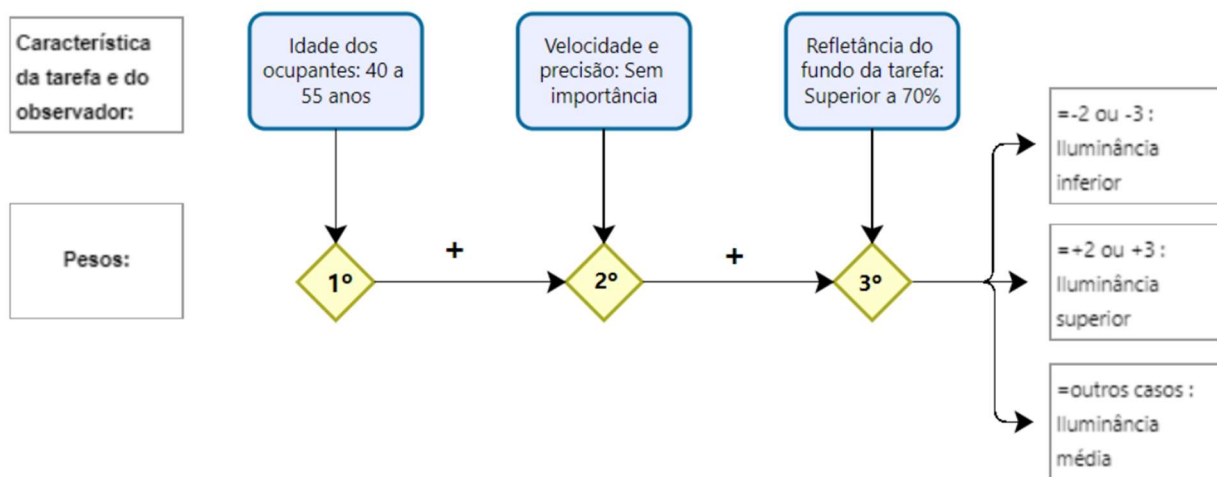 Característica
da tarefa e do
observador:
Idade dos
ocupantes: 40 a
55 anos
Velocidade e
precisão: Sem
importância
Refletância do
fundo da tarefa:
Superior a 70%
=-2 ou -3 :
Iluminância
inferior
Pesos:
1º
+
2º
+
3º
=+2 ou +3 :
Iluminância
superior
=outros casos :
Iluminância
média